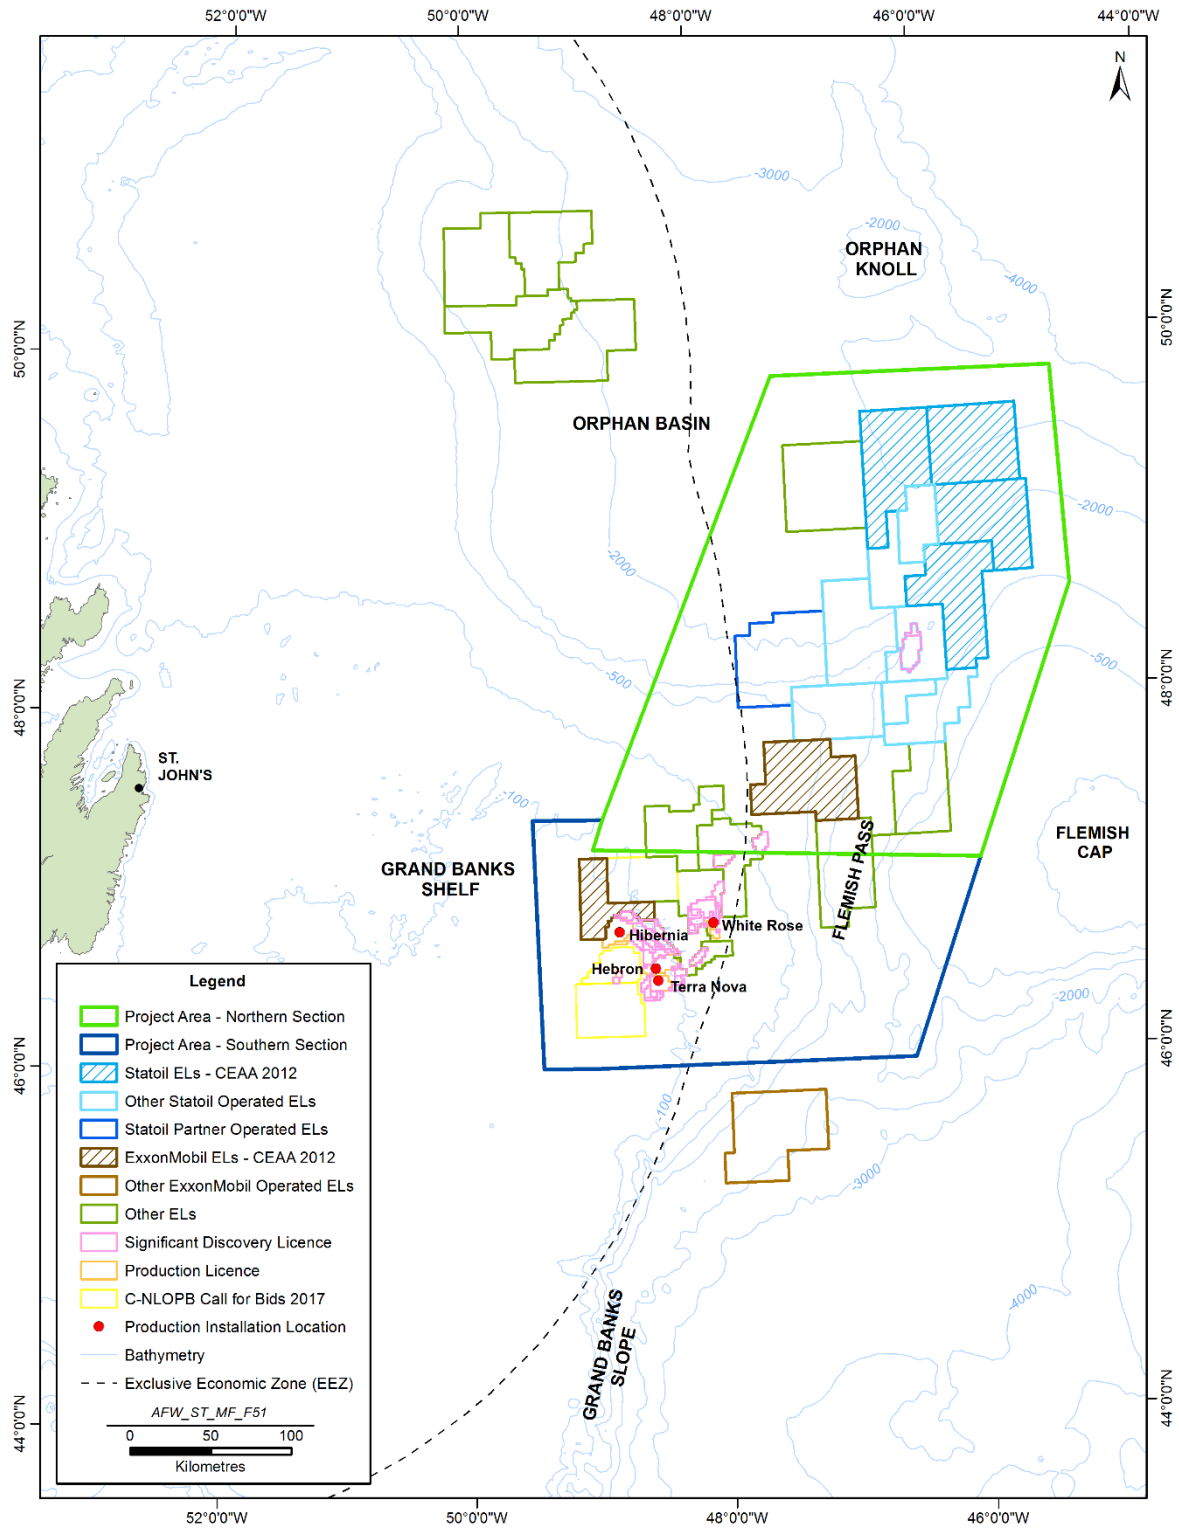 52°0'0"W
50°0'0"W
48°0'0"W
46°0'0"W
44°0'0"W
N
-3000
-2000
ORPHAN
KNOLL
-4000
50°0'0"N
50°0'0"N
ORPHAN BASIN
-2000
-2000
-500
-500
48°0'0"N
48°0'0"N
ST.
JOHN'S
-100
FLEMISH
CAP
FLEMISH PASS
GRAND BANKS
SHELF
White Rose
Hibernia
Hebron
Terra Nova
-2000
46°0'0"N
46°0'0"N
-100
-3000
-4000
GRAND BANKS
SLOPE
44°0'0"N
44°0'0"N
Legend
Project Area - Northern Section
Project Area - Southern Section
Statoil ELs - CEAA 2012
Other Statoil Operated ELs
Statoil Partner Operated ELs
ExxonMobil ELs - CEAA 2012
Other ExxonMobil Operated ELs
Other ELs
Significant Discovery Licence
Production Licence
C-NLOPB Call for Bids 2017
Production Installation Location
Bathymetry
Exclusive Economic Zone (EEZ)
AFW_ST_MF_F51
0 50 100
Kilometres
52°0'0"W
50°0'0"W
48°0'0"W
46°0'0"W